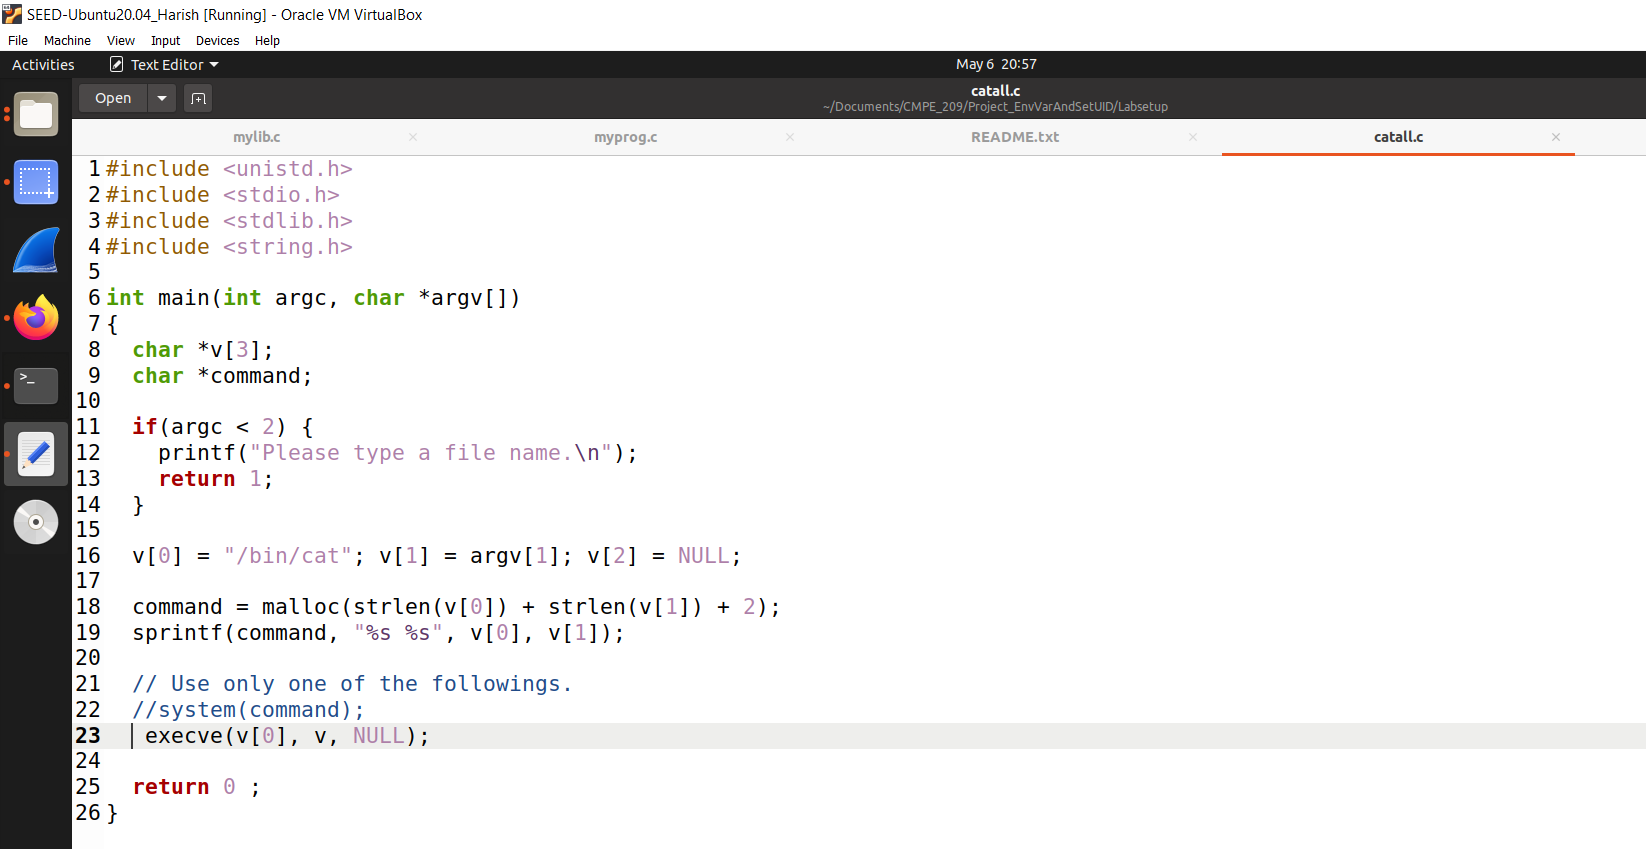 SEED-Ubuntu20.04_Harish [Running] - Oracle VM VirtualBox
File Machine View Input Devices Help
Activities Text Editor May 6 20:57
Open catall.c
~/Documents/CMPE_209/Project_EnvVarAndSetUID/Labsetup
mylib.c × myprog.c × README.txt × catall.c ×
1 #include <unistd.h>
2 #include <stdio.h>
3 #include <stdlib.h>
4 #include <string.h>
5
6 int main(int argc, char *argv[])
7 {
8   char *v[3];
9   char *command;
10
11   if(argc < 2) {
12     printf("Please type a file name.\n");
13     return 1;
14   }
15
16   v[0] = "/bin/cat"; v[1] = argv[1]; v[2] = NULL;
17
18   command = malloc(strlen(v[0]) + strlen(v[1]) + 2);
19   sprintf(command, "%s %s", v[0], v[1]);
20
21   // Use only one of the followings.
22   //system(command);
23    execve(v[0], v, NULL);
24
25   return 0 ;
26 }